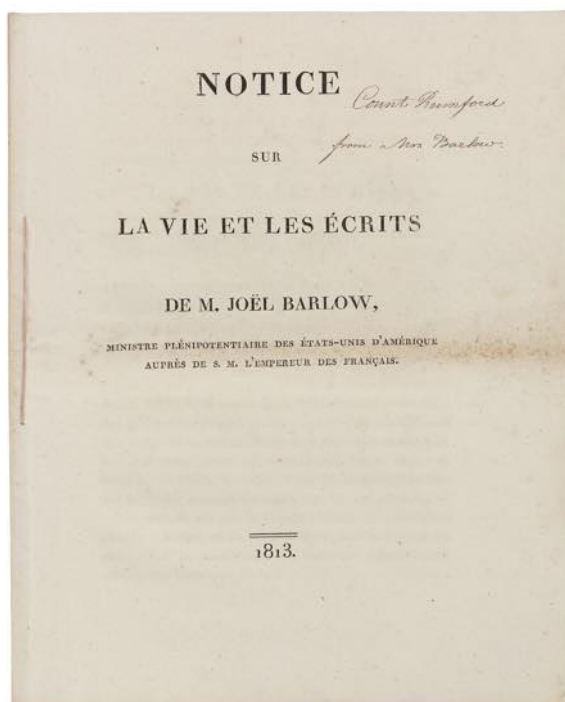 NOTICE
Count Rumford
from Mrs Barlow.
SUR
LA VIE ET LES ÉCRITS
DE M. JOËL BARLOW,
MINISTRE PLÉNIPOTENTIAIRE DES ÉTATS-UNIS D'AMÉRIQUE
AUPRÈS DE S. M. L'EMPEREUR DES FRANÇAIS.
1813.